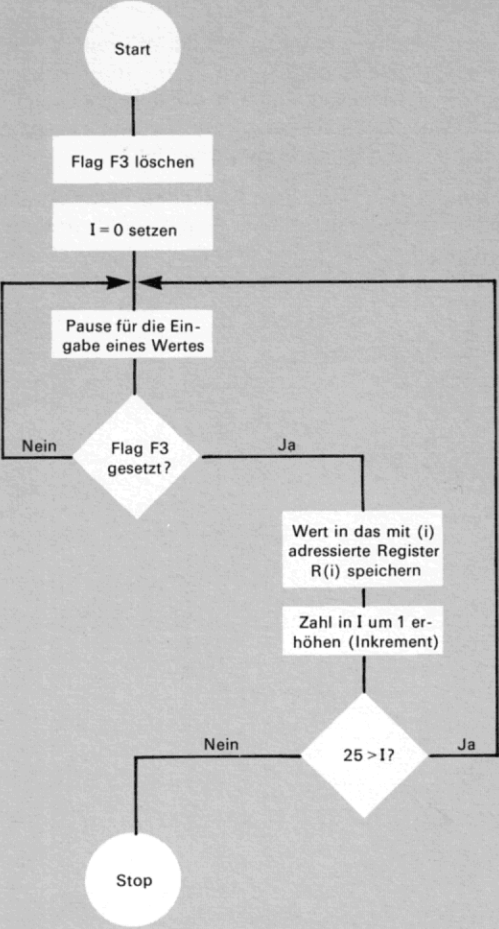 Start
Flag F3 löschen
I = 0 setzen
Pause für die Ein-
gabe eines Wertes
Nein
Flag F3
gesetzt?
Ja
Wert in das mit (i)
adressierte Register
R(i) speichern
Zahl in I um 1 er-
höhen (Inkrement)
Nein
25 > I?
Ja
Stop